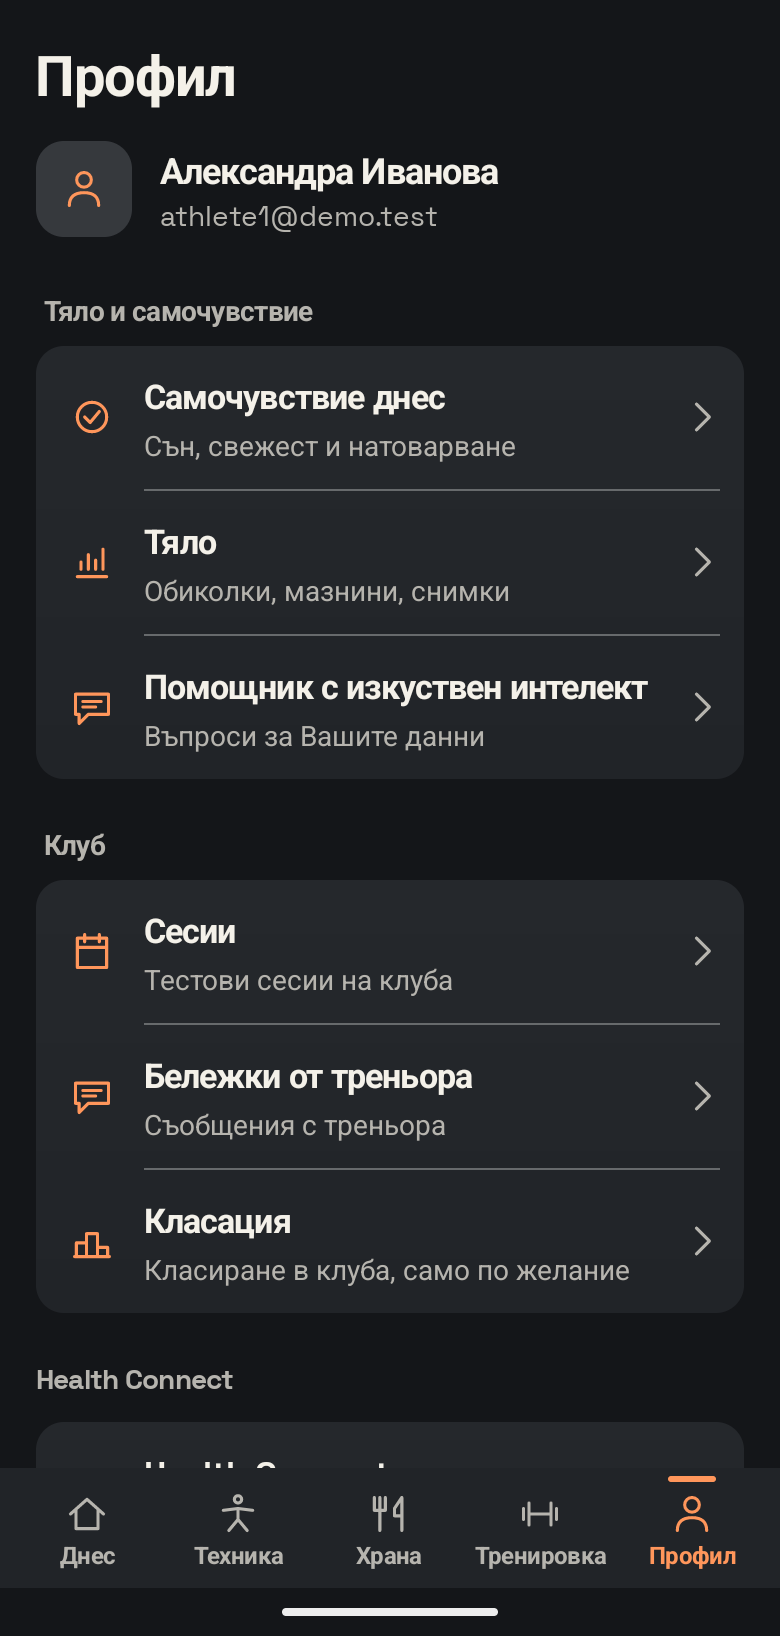 Профил
Александра Иванова
athlete1@demo.test
Тяло и самочувствие
Самочувствие днес
Сън, свежест и натоварване
Тяло
Обиколки, мазнини, снимки
Помощник с изкуствен интелект
Въпроси за Вашите данни
Клуб
Сесии
Тестови сесии на клуба
Бележки от треньора
Съобщения с треньора
Класация
Класиране в клуба, само по желание
Health Connect
Днес
Техника
Храна
Тренировка
Профил